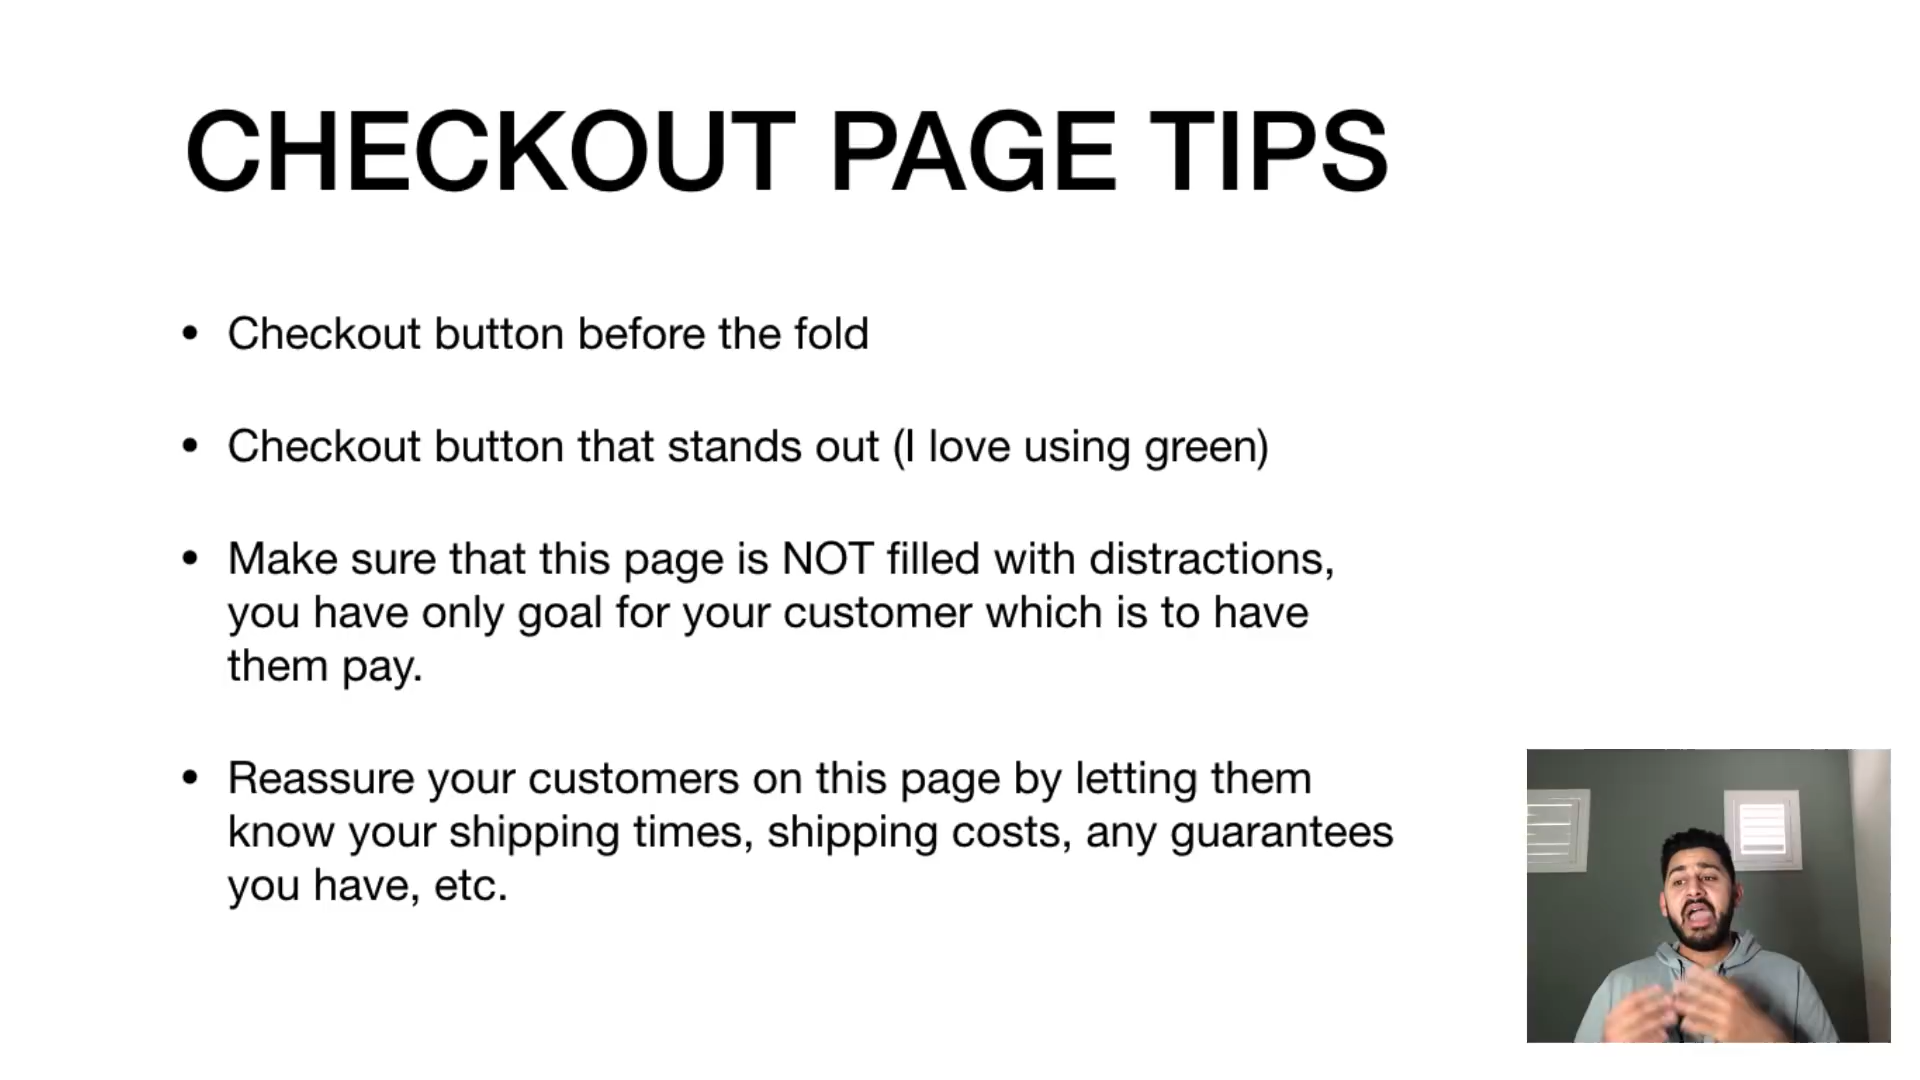 CHECKOUT PAGE TIPS
• Checkout button before the fold
• Checkout button that stands out (I love using green)
• Make sure that this page is NOT filled with distractions,
you have only goal for your customer which is to have
them pay.
• Reassure your customers on this page by letting them
know your shipping times, shipping costs, any guarantees
you have, etc.